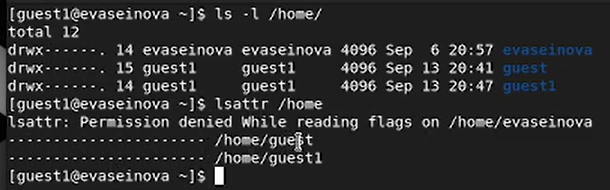 [guest1@evaseinova ~]$ ls -l /home/
total 12
drwx------. 14 evaseinova evaseinova 4096 Sep  6 20:57 evaseinova
drwx------. 15 guest1     guest1     4096 Sep 13 20:41 guest
drwx------. 14 guest1     guest1     4096 Sep 13 20:47 guest1
[guest1@evaseinova ~]$ lsattr /home
lsattr: Permission denied While reading flags on /home/evaseinova
---------------------- /home/guest
---------------------- /home/guest1
[guest1@evaseinova ~]$